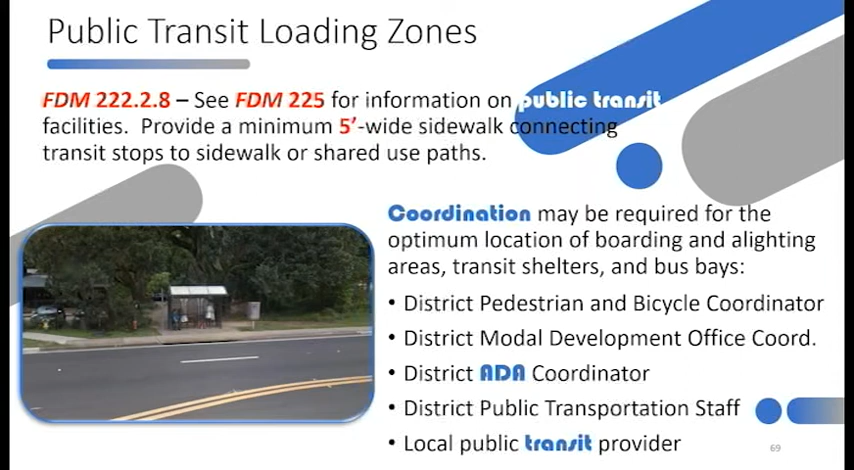 Public Transit Loading Zones
FDM 222.2.8 – See FDM 225 for information on public transit
facilities. Provide a minimum 5'-wide sidewalk connecting
transit stops to sidewalk or shared use paths.
Coordination may be required for the
optimum location of boarding and alighting
areas, transit shelters, and bus bays:
• District Pedestrian and Bicycle Coordinator
• District Modal Development Office Coord.
• District ADA Coordinator
• District Public Transportation Staff
• Local public transit provider
69